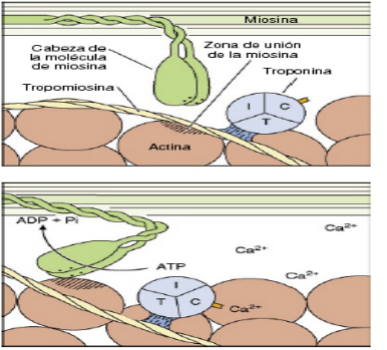 Miosina
Cabeza de
la molécula
de miosina
Zona de unión
de la miosina
Troponina
Tropomiosina
I
C
T
Actina
ADP + Pi
ATP
Ca2+
Ca2+
Ca2+
I
T
C
Ca2+